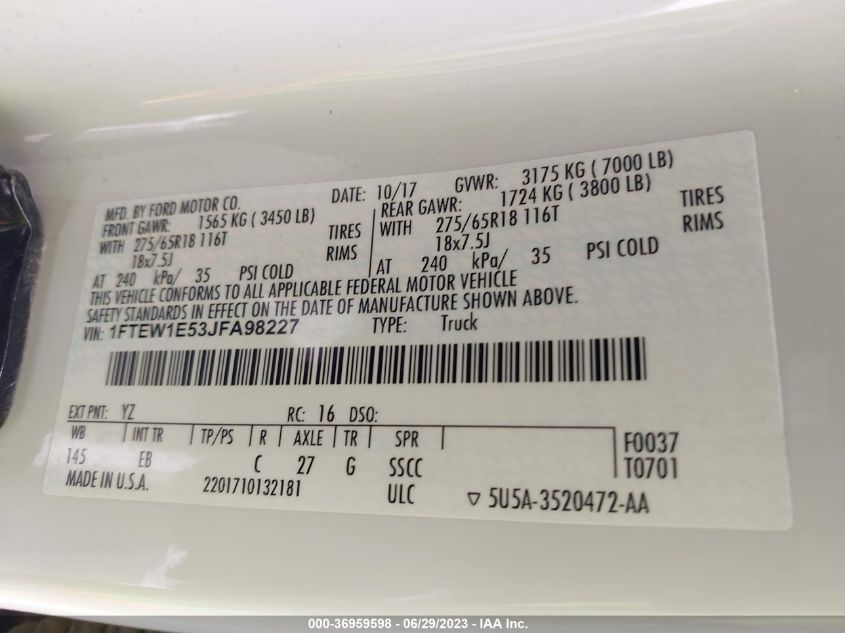 MFD. BY FORD MOTOR CO. DATE: 10/17 GVWR: 3175 KG ( 7000 LB)
FRONT GAWR: 1565 KG ( 3450 LB) REAR GAWR: 1724 KG ( 3800 LB)
WITH 275/65R18 116T TIRES WITH 275/65R18 116T TIRES
18x7.5J RIMS 18x7.5J RIMS
AT 240 kPa/ 35 PSI COLD AT 240 kPa/ 35 PSI COLD
THIS VEHICLE CONFORMS TO ALL APPLICABLE FEDERAL MOTOR VEHICLE
SAFETY STANDARDS IN EFFECT ON THE DATE OF MANUFACTURE SHOWN ABOVE.
VIN: 1FTEW1E53JFA98227 TYPE: Truck
EXT PNT: YZ RC: 16 DSO:
WB INT TR TP/PS R AXLE TR SPR F0037
145 EB C 27 G SSCC T0701
MADE IN U.S.A. 2201710132181 ULC ▽ 5U5A-3520472-AA
000-36959598 - 06/29/2023 - IAA Inc.